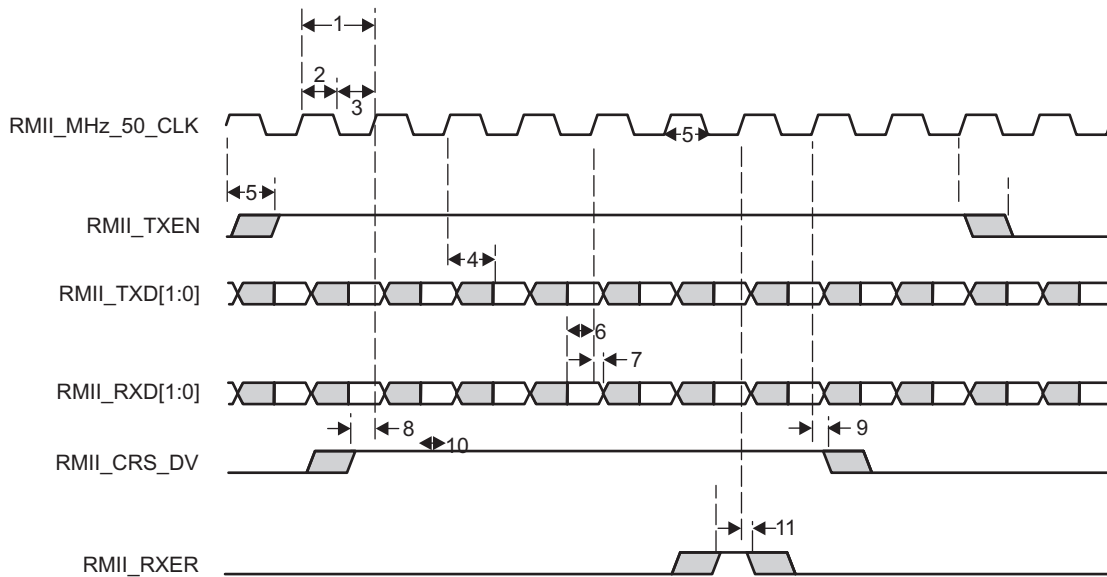 1
2
3
RMII_MHz_50_CLK
5
5
RMII_TXEN
4
RMII_TXD[1:0]
6
7
RMII_RXD[1:0]
8
9
10
RMII_CRS_DV
11
RMII_RXER